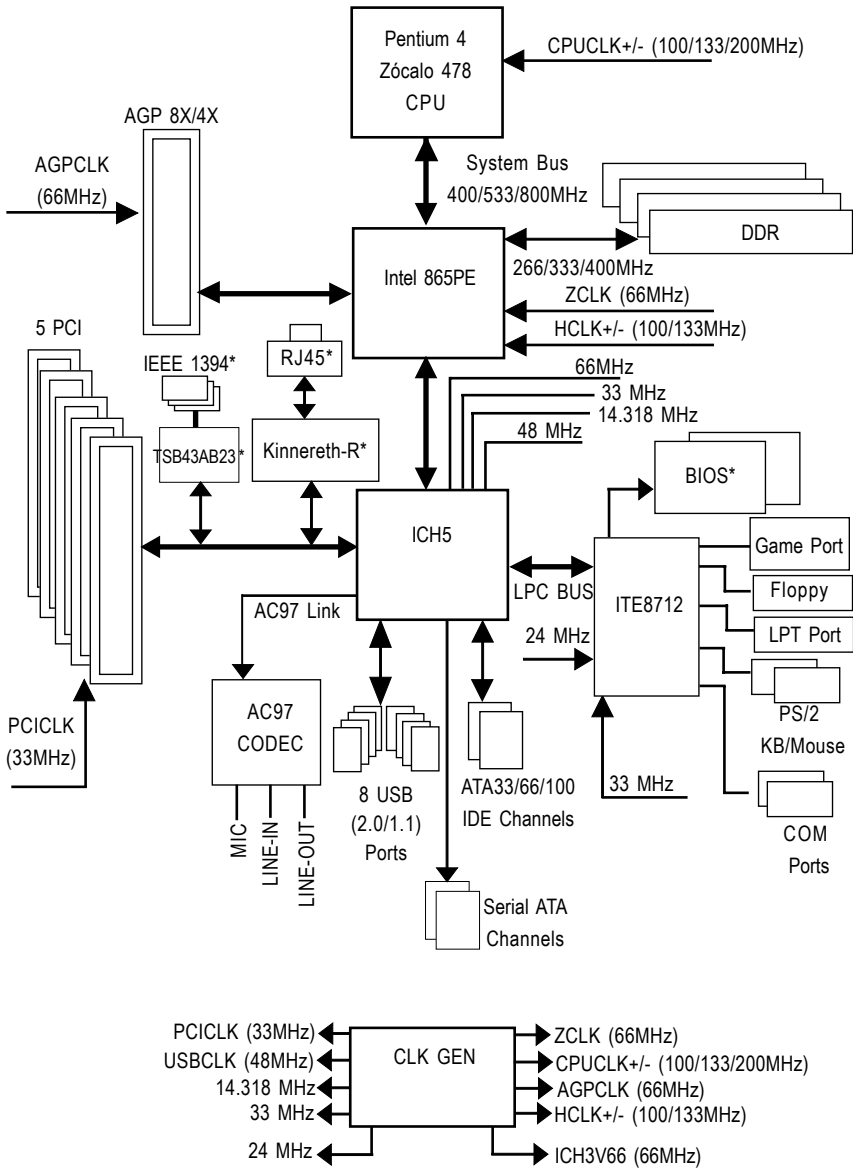 Pentium 4
Zócalo 478
CPU
CPUCLK+/- (100/133/200MHz)
AGP 8X/4X
AGPCLK
(66MHz)
System Bus
400/533/800MHz
DDR
Intel 865PE
266/333/400MHz
ZCLK (66MHz)
HCLK+/- (100/133MHz)
5 PCI
IEEE 1394*
RJ45*
66MHz
33 MHz
14.318 MHz
48 MHz
TSB43AB23*
Kinnereth-R*
BIOS*
ICH5
Game Port
LPC BUS
ITE8712
Floppy
AC97 Link
24 MHz
LPT Port
PCICLK
(33MHz)
AC97
CODEC
PS/2
KB/Mouse
33 MHz
8 USB
(2.0/1.1)
Ports
ATA33/66/100
IDE Channels
MIC
LINE-IN
LINE-OUT
COM
Ports
Serial ATA
Channels
CLK GEN
PCICLK (33MHz)
USBCLK (48MHz)
14.318 MHz
33 MHz
24 MHz
ZCLK (66MHz)
CPUCLK+/- (100/133/200MHz)
AGPCLK (66MHz)
HCLK+/- (100/133MHz)
ICH3V66 (66MHz)